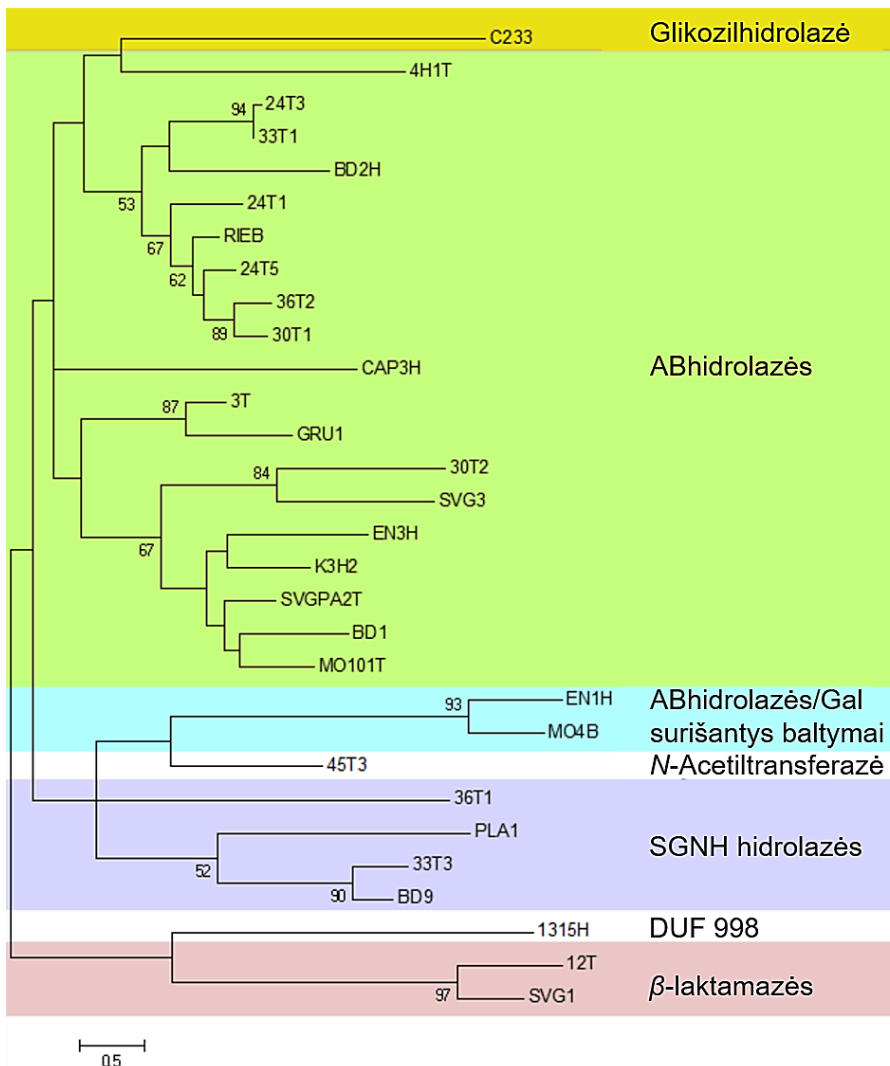 C233 Glikozilhidrolazė
4H1T
94 24T3
33T1
BD2H
53 24T1
67 RIEB
62 24T5
36T2
89 30T1
CAP3H ABhidrolazės
87 3T
GRU1
84 30T2
SVG3
67 EN3H
K3H2
SVGPA2T
BD1
MO101T
93 EN1H ABhidrolazės/Gal
MO4B surišantys baltymai
45T3 N-Acetiltransferazė
36T1
PLA1 SGNH hidrolazės
52 33T3
90 BD9
1315H DUF 998
12T β-laktamazės
97 SVG1
0.5